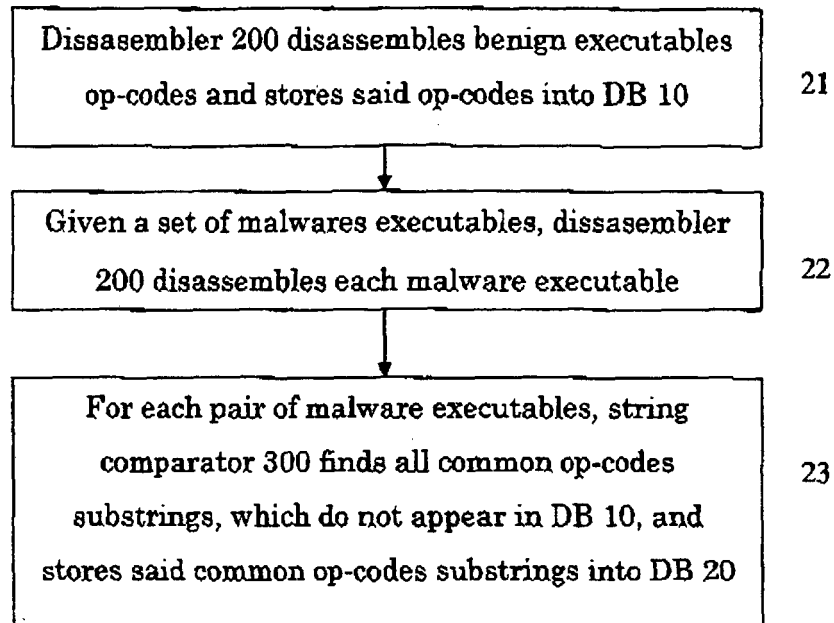 Dissasembler 200 disassembles benign executables
op-codes and stores said op-codes into DB 10
21
Given a set of malwares executables, dissasembler
200 disassembles each malware executable
22
For each pair of malware executables, string
comparator 300 finds all common op-codes
substrings, which do not appear in DB 10, and
stores said common op-codes substrings into DB 20
23